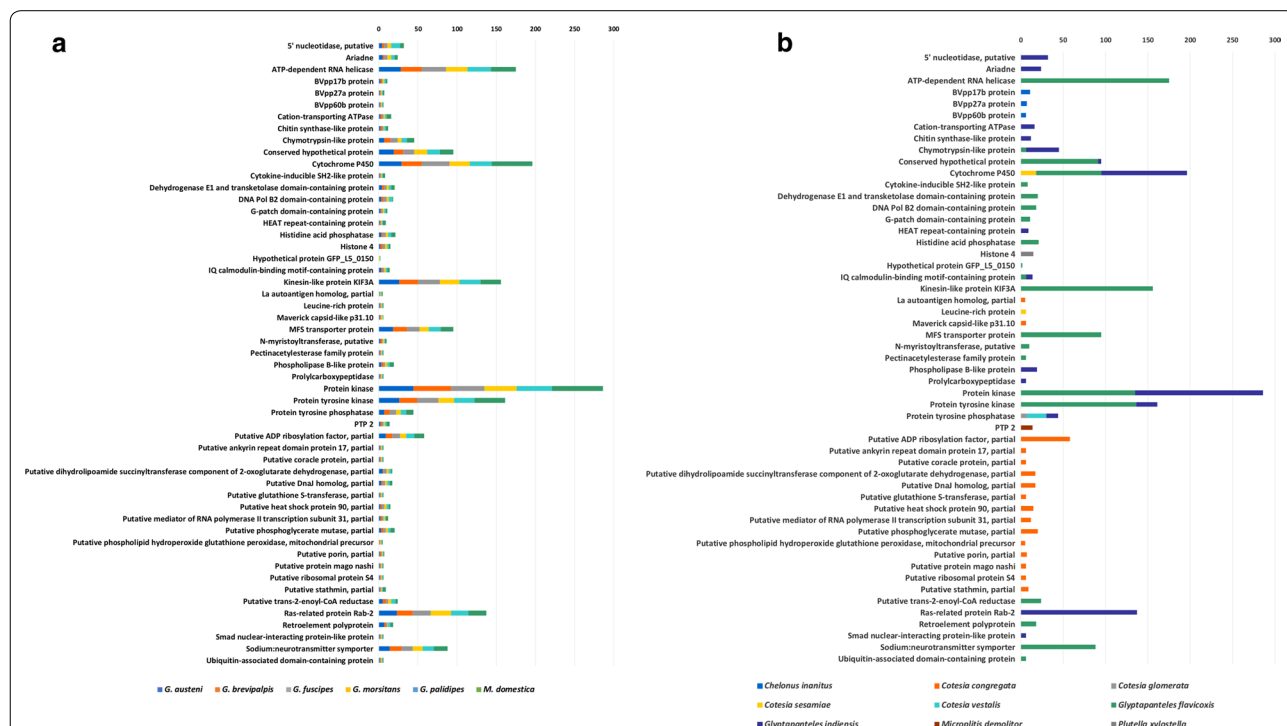 a
0 50 100 150 200 250 300
5' nucleotidase, putative
Ariadne
ATP-dependent RNA helicase
BVpp17b protein
BVpp27a protein
BVpp60b protein
Cation-transporting ATPase
Chitin synthase-like protein
Chymotrypsin-like protein
Conserved hypothetical protein
Cytochrome P450
Cytokine-inducible SH2-like protein
Dehydrogenase E1 and transketolase domain-containing protein
DNA Pol B2 domain-containing protein
G-patch domain-containing protein
HEAT repeat-containing protein
Histidine acid phosphatase
Histone 4
Hypothetical protein GFP_L5_0150
IQ calmodulin-binding motif-containing protein
Kinesin-like protein KIF3A
La autoantigen homolog, partial
Leucine-rich protein
Maverick capsid-like p31.10
MFS transporter protein
N-myristoyltransferase, putative
Pectinacetylesterase family protein
Phospholipase B-like protein
Prolylcarboxypeptidase
Protein kinase
Protein tyrosine kinase
Protein tyrosine phosphatase
PTP 2
Putative ADP ribosylation factor, partial
Putative ankyrin repeat domain protein 17, partial
Putative coracle protein, partial
Putative dihydrolipoamide succinyltransferase component of 2-oxoglutarate dehydrogenase, partial
Putative DnaJ homolog, partial
Putative glutathione S-transferase, partial
Putative heat shock protein 90, partial
Putative mediator of RNA polymerase II transcription subunit 31, partial
Putative phosphoglycerate mutase, partial
Putative phospholipid hydroperoxide glutathione peroxidase, mitochondrial precursor
Putative porin, partial
Putative protein mago nashi
Putative ribosomal protein S4
Putative stathmin, partial
Putative trans-2-enoyl-CoA reductase
Ras-related protein Rab-2
Retroelement polyprotein
Smad nuclear-interacting protein-like protein
Sodium:neurotransmitter symporter
Ubiquitin-associated domain-containing protein
G. austeni G. brevipalpis G. fuscipes G. morsitans G. palidipes M. domestica
b
0 50 100 150 200 250 300
5' nucleotidase, putative
Ariadne
ATP-dependent RNA helicase
BVpp17b protein
BVpp27a protein
BVpp60b protein
Cation-transporting ATPase
Chitin synthase-like protein
Chymotrypsin-like protein
Conserved hypothetical protein
Cytochrome P450
Cytokine-inducible SH2-like protein
Dehydrogenase E1 and transketolase domain-containing protein
DNA Pol B2 domain-containing protein
G-patch domain-containing protein
HEAT repeat-containing protein
Histidine acid phosphatase
Histone 4
Hypothetical protein GFP_L5_0150
IQ calmodulin-binding motif-containing protein
Kinesin-like protein KIF3A
La autoantigen homolog, partial
Leucine-rich protein
Maverick capsid-like p31.10
MFS transporter protein
N-myristoyltransferase, putative
Pectinacetylesterase family protein
Phospholipase B-like protein
Prolylcarboxypeptidase
Protein kinase
Protein tyrosine kinase
Protein tyrosine phosphatase
PTP 2
Putative ADP ribosylation factor, partial
Putative ankyrin repeat domain protein 17, partial
Putative coracle protein, partial
Putative dihydrolipoamide succinyltransferase component of 2-oxoglutarate dehydrogenase, partial
Putative DnaJ homolog, partial
Putative glutathione S-transferase, partial
Putative heat shock protein 90, partial
Putative mediator of RNA polymerase II transcription subunit 31, partial
Putative phosphoglycerate mutase, partial
Putative phospholipid hydroperoxide glutathione peroxidase, mitochondrial precursor
Putative porin, partial
Putative protein mago nashi
Putative ribosomal protein S4
Putative stathmin, partial
Putative trans-2-enoyl-CoA reductase
Ras-related protein Rab-2
Retroelement polyprotein
Smad nuclear-interacting protein-like protein
Sodium:neurotransmitter symporter
Ubiquitin-associated domain-containing protein
Chelonus inanitus Cotesia congregata Cotesia glomerata
Cotesia sesamiae Cotesia vestalis Glyptapanteles flavicoxis
Glyptapanteles indiensis Microplitis demolitor Plutella xylostella